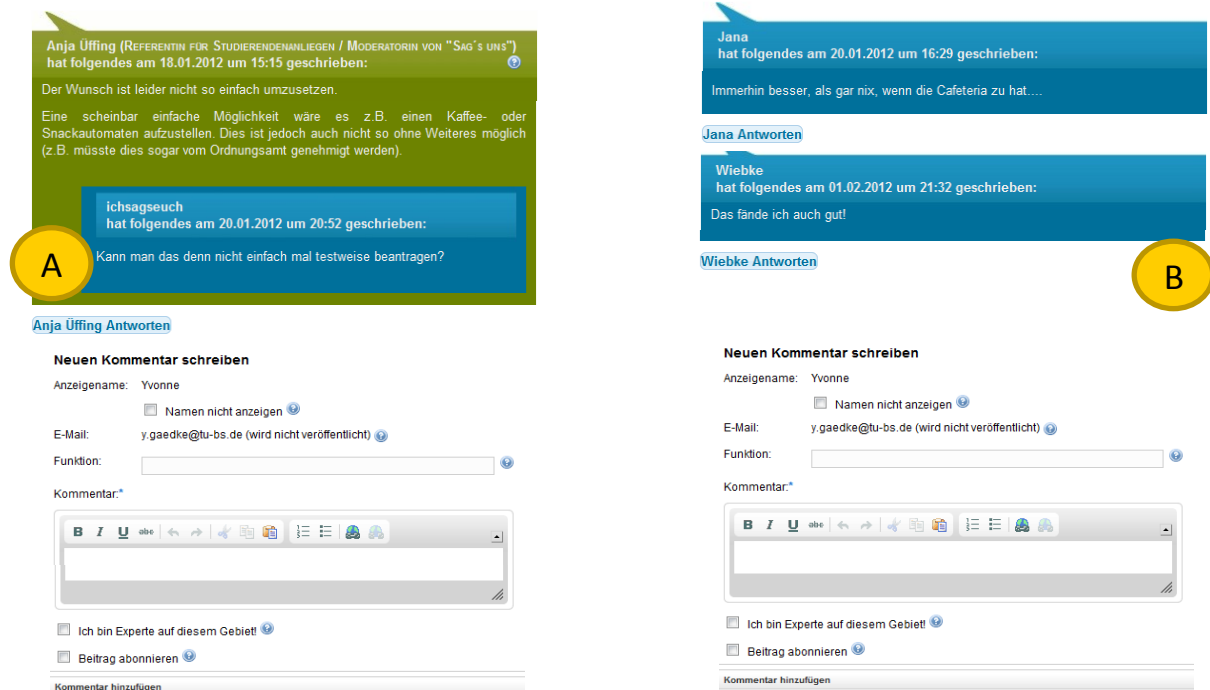 Anja Üffing (Referentin für Studierendenanliegen / Moderatorin von "Sag´s uns")
hat folgendes am 18.01.2012 um 15:15 geschrieben:
Der Wunsch ist leider nicht so einfach umzusetzen.
Eine scheinbar einfache Möglichkeit wäre es z.B. einen Kaffee- oder
Snackautomaten aufzustellen. Dies ist jedoch auch nicht so ohne Weiteres möglich
(z.B. müsste dies sogar vom Ordnungsamt genehmigt werden).
ichsagseuch
hat folgendes am 20.01.2012 um 20:52 geschrieben:
Kann man das denn nicht einfach mal testweise beantragen?
A
Anja Üffing Antworten
Neuen Kommentar schreiben
Anzeigename: Yvonne
Namen nicht anzeigen
E-Mail: y.gaedke@tu-bs.de (wird nicht veröffentlicht)
Funktion:
Kommentar:*
B I U abc
Ich bin Experte auf diesem Gebiet!
Beitrag abonnieren
Kommentar hinzufügen
Jana
hat folgendes am 20.01.2012 um 16:29 geschrieben:
Immerhin besser, als gar nix, wenn die Cafeteria zu hat....
Jana Antworten
Wiebke
hat folgendes am 01.02.2012 um 21:32 geschrieben:
Das fände ich auch gut!
Wiebke Antworten
B
Neuen Kommentar schreiben
Anzeigename: Yvonne
Namen nicht anzeigen
E-Mail: y.gaedke@tu-bs.de (wird nicht veröffentlicht)
Funktion:
Kommentar:*
B I U abc
Ich bin Experte auf diesem Gebiet!
Beitrag abonnieren
Kommentar hinzufügen